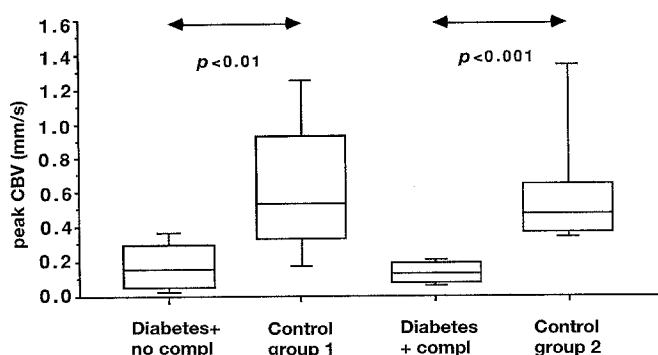 1.6
1.4
1.2
1.0
0.8
0.6
0.4
0.2
0.0
peak CBV (mm/s)
p<0.01
p<0.001
Diabetes+
no compl
Control
group 1
Diabetes
+ compl
Control
group 2